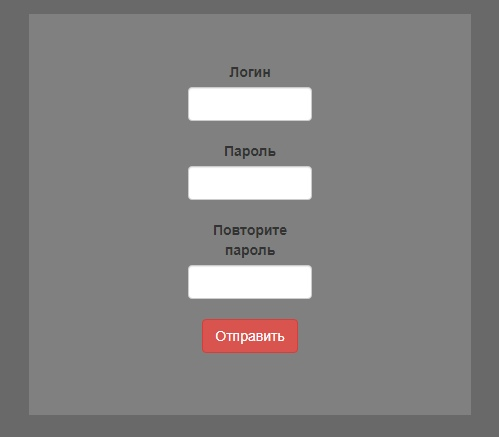 Логин
Пароль
Повторите
пароль
Отправить